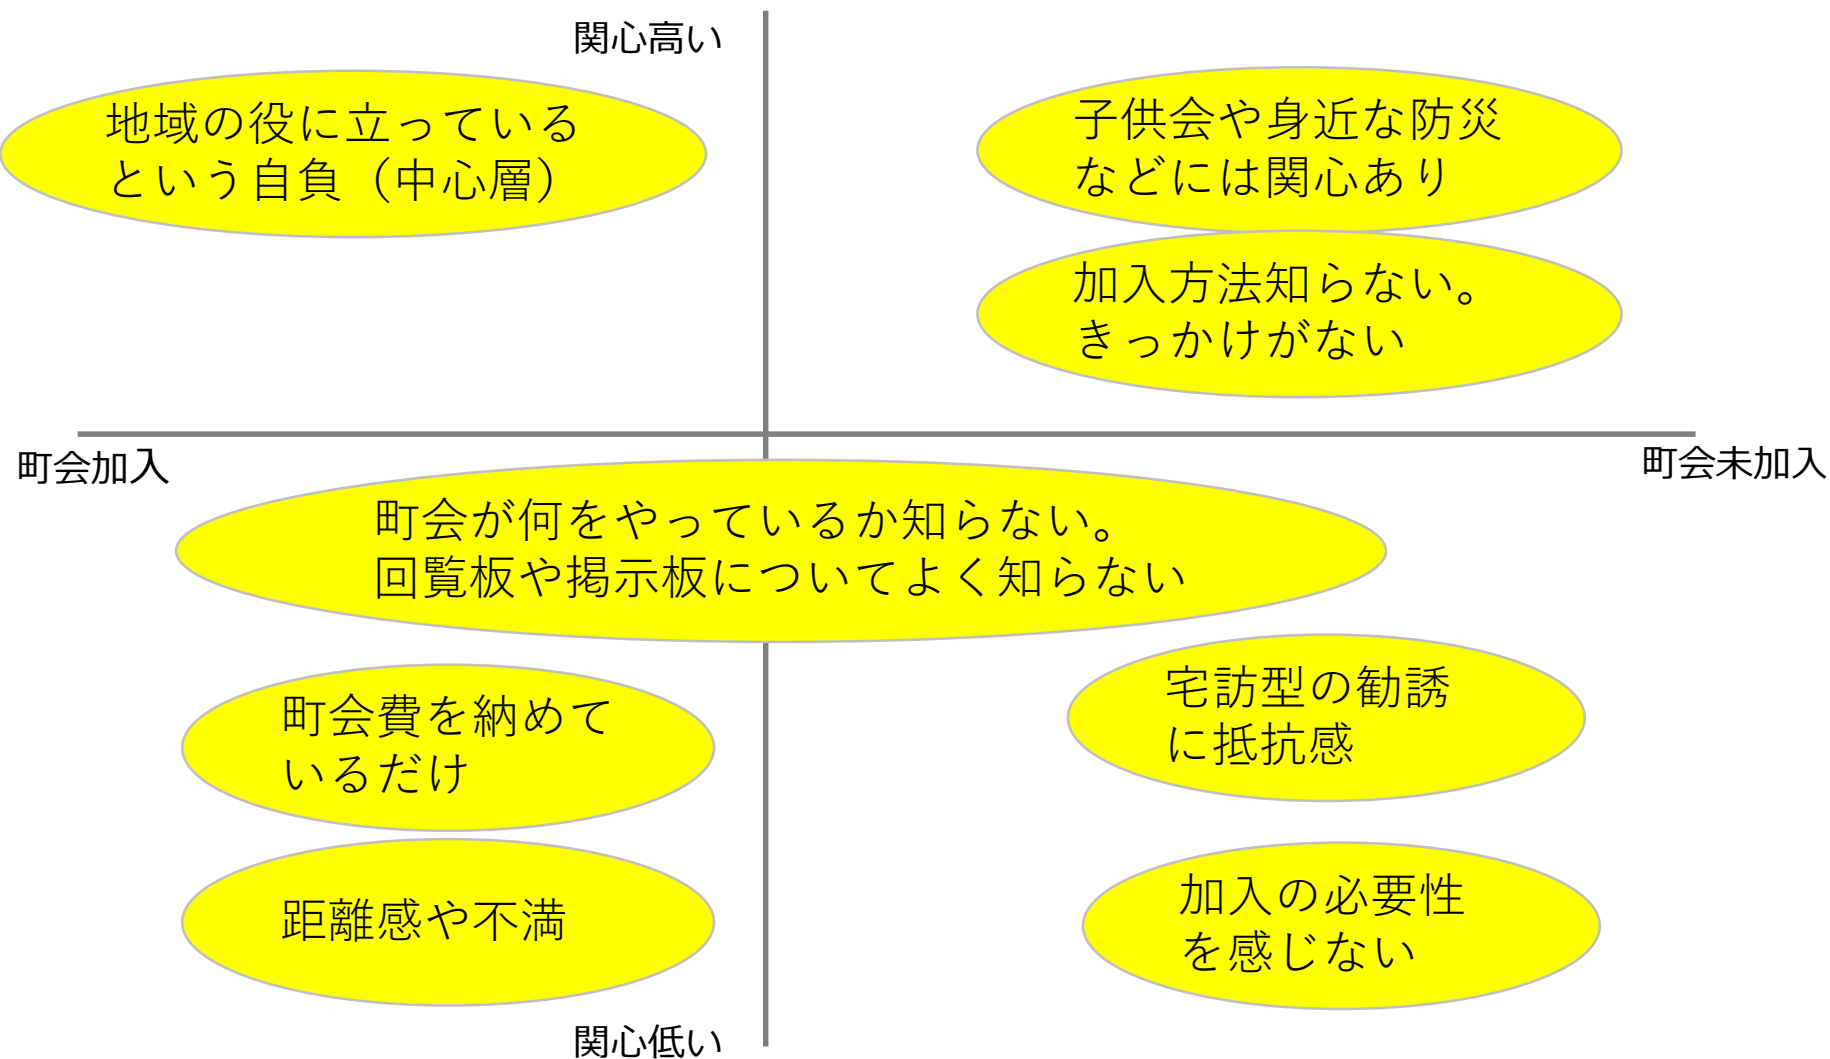 関心高い
地域の役に立っている
という自負（中心層）
子供会や身近な防災
などには関心あり
加入方法知らない。
きっかけがない
町会加入
町会未加入
町会が何をやっているか知らない。
回覧板や掲示板についてよく知らない
町会費を納めて
いるだけ
宅訪型の勧誘
に抵抗感
距離感や不満
加入の必要性
を感じない
関心低い